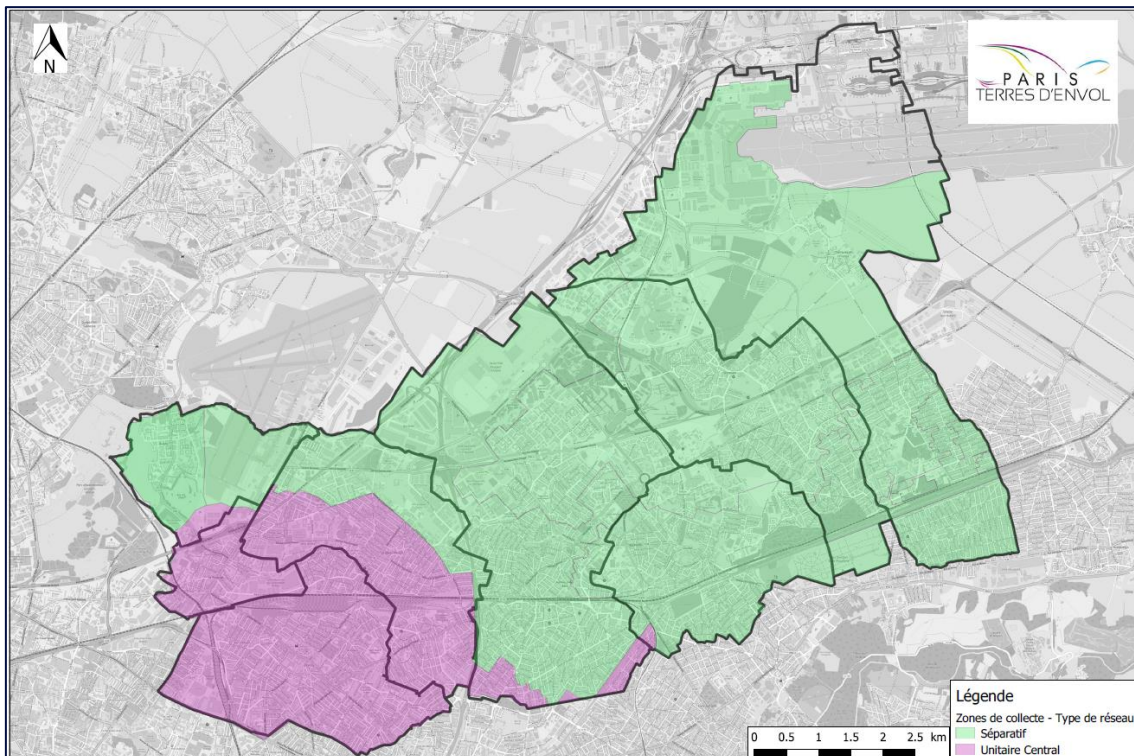 N
PARIS
TERRES D'ENVOL
Légende
Zones de collecte - Type de réseau
Séparatif
Unitaire Central
0 0.5 1 1.5 2 2.5 km